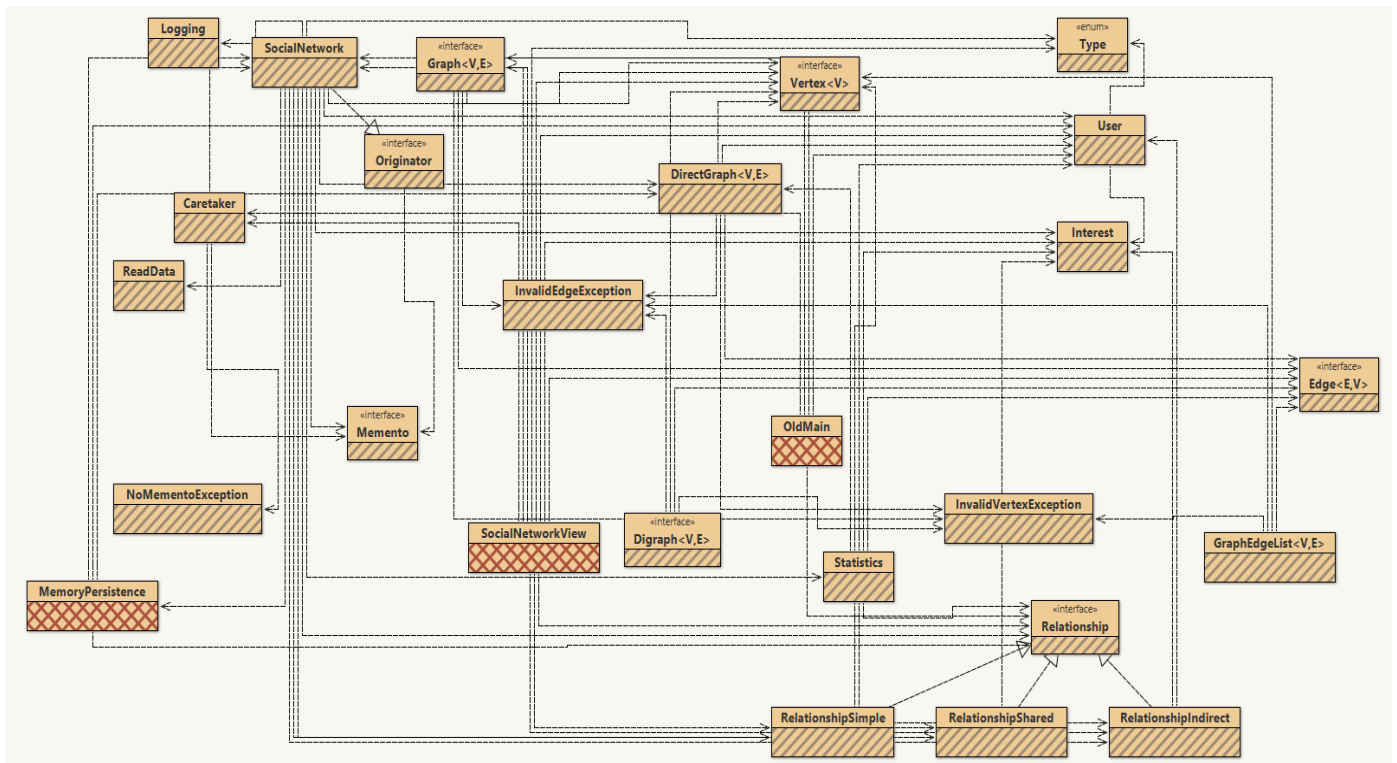 Logging
SocialNetwork
«interface»
Graph<V,E>
«interface»
Vertex<V>
«enum»
Type
User
«interface»
Originator
DirectGraph<V,E>
Caretaker
Interest
ReadData
InvalidEdgeException
«interface»
Edge<E,V>
«interface»
Memento
OldMain
NoMementoException
InvalidVertexException
SocialNetworkView
«interface»
Digraph<V,E>
GraphEdgeList<V,E>
Statistics
MemoryPersistence
«interface»
Relationship
RelationshipSimple
RelationshipShared
RelationshipIndirect